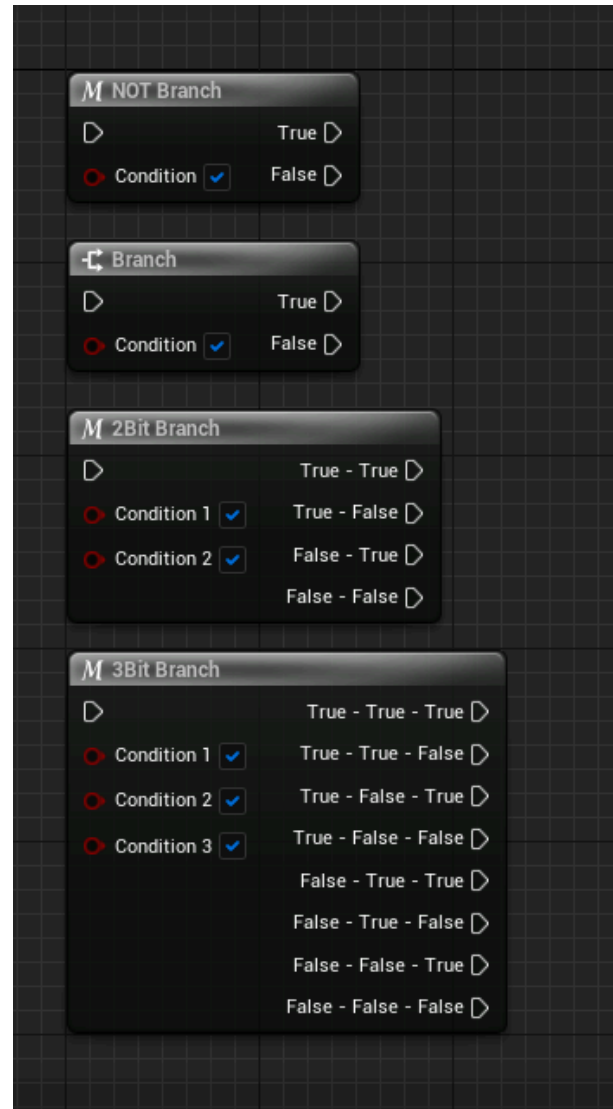 NOT Branch
True
Condition False
Branch
True
Condition False
2Bit Branch
True - True
Condition 1 True - False
Condition 2 False - True
False - False
3Bit Branch
True - True - True
Condition 1 True - True - False
Condition 2 True - False - True
Condition 3 True - False - False
False - True - True
False - True - False
False - False - True
False - False - False